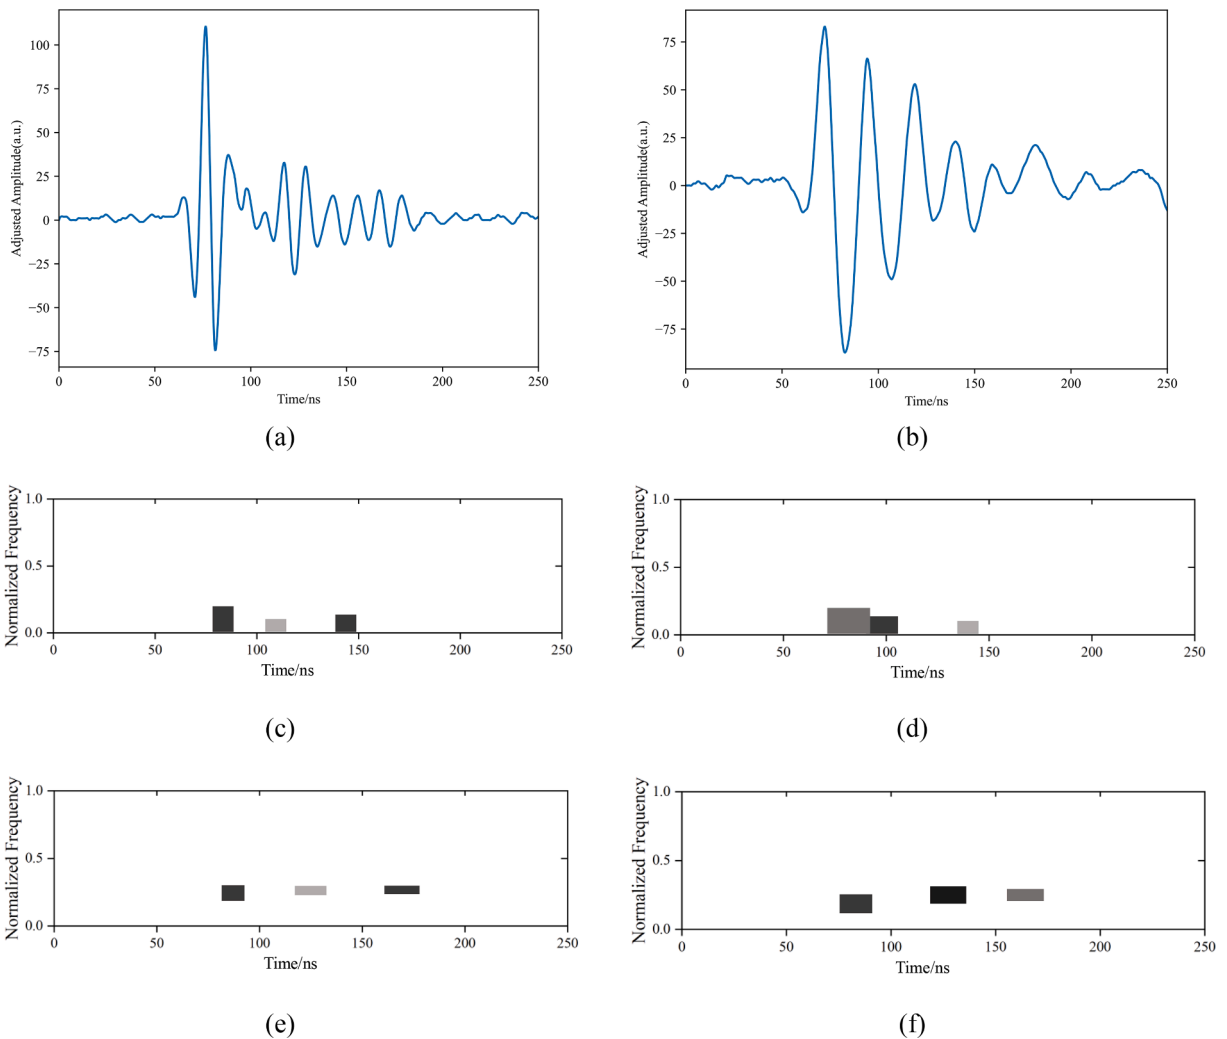 100
75
50
25
0
−25
−50
−75
Adjusted Amplitude(a.u.)
0 50 100 150 200 250
Time/ns
(a)
75
50
25
0
−25
−50
−75
Adjusted Amplitude(a.u.)
0 50 100 150 200 250
Time/ns
(b)
1.0
0.5
0.0
Normalized Frequency
0 50 100 150 200 250
Time/ns
(c)
1.0
0.5
0.0
Normalized Frequency
0 50 100 150 200 250
Time/ns
(d)
1.0
0.5
0.0
Normalized Frequency
0 50 100 150 200 250
Time/ns
(e)
1.0
0.5
0.0
Normalized Frequency
0 50 100 150 200 250
Time/ns
(f)